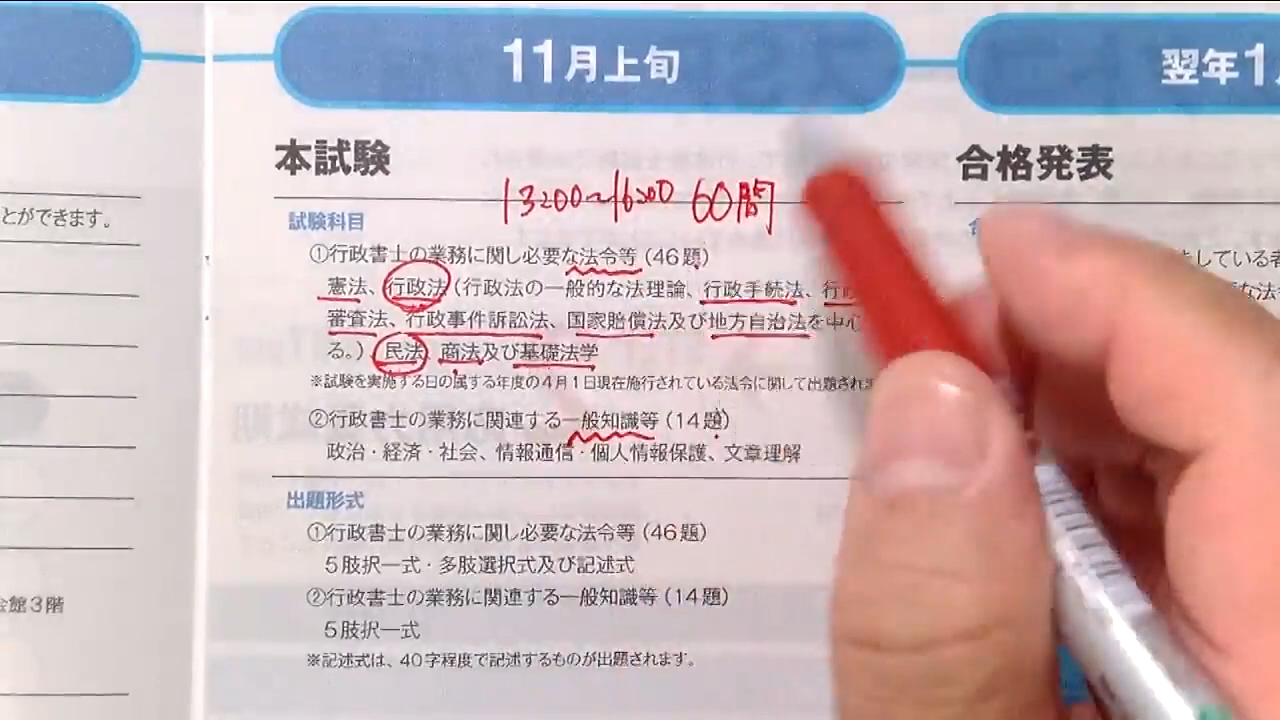 11月上旬
翌年1
本試験
合格発表
1300~1600 60問
とができます。
試験科目
①行政書士の業務に関し必要な法令等（46題）
憲法、行政法（行政法の一般的な法理論、行政手続法、行
審査法、行政事件訴訟法、国家賠償法及び地方自治法を中心
る。）民法、商法及び基礎法学
※試験を実施する日の属する年度の4月1日現在施行されている法令に関して出題され
②行政書士の業務に関連する一般知識等（14題）
政治・経済・社会、情報通信・個人情報保護、文章理解
出題形式
①行政書士の業務に関し必要な法令等（46題）
5肢択一式・多肢選択式及び記述式
②行政書士の業務に関連する一般知識等（14題）
5肢択一式
※記述式は、40字程度で記述するものが出題されます。
館3階
している者